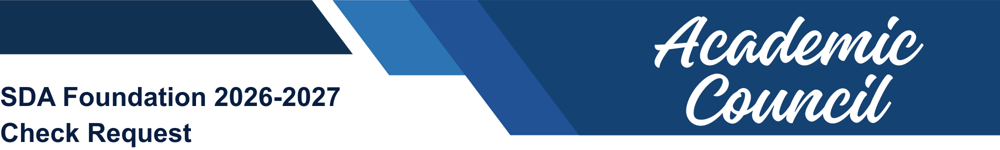 Academic
Council
SDA Foundation 2026-2027
Check Request